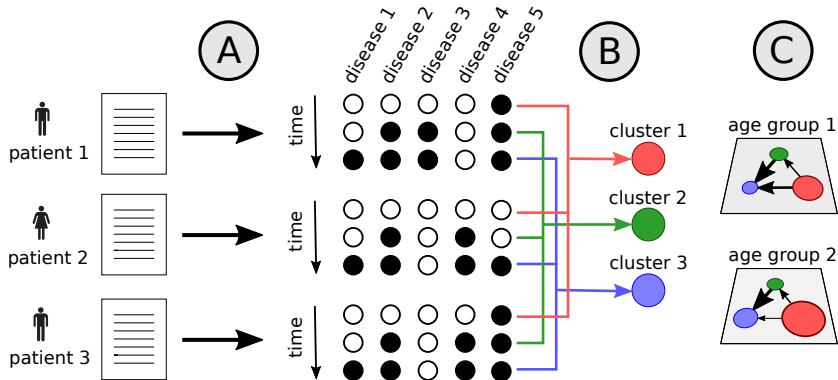 A
B
C
disease 1
disease 2
disease 3
disease 4
disease 5
patient 1
time
patient 2
time
patient 3
time
cluster 1
cluster 2
cluster 3
age group 1
age group 2